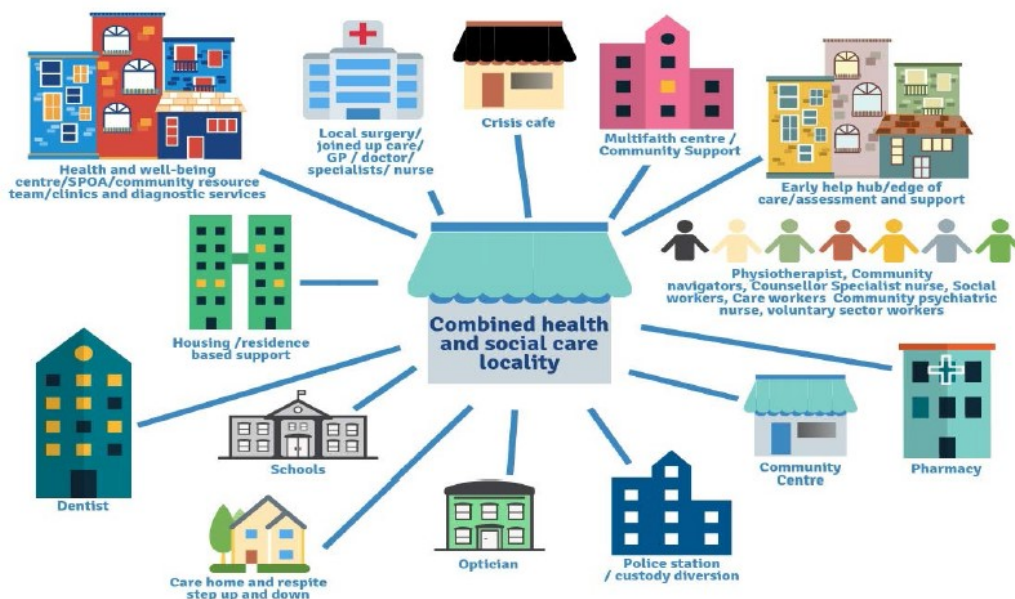 Health and well-being
centre/SPOA/community resource
team/clinics and diagnostic services
Local surgery/
joined up care/
GP / doctor/
specialists/ nurse
Crisis cafe
Multifaith centre /
Community Support
Early help hub/edge of
care/assessment and support
Physiotherapist, Community
navigators, Counsellor Specialist nurse, Social
workers, Care workers Community psychiatric
nurse, voluntary sector workers
Housing /residence
based support
Combined health
and social care
locality
Dentist
Schools
Care home and respite
step up and down
Optician
Police station
/ custody diversion
Community
Centre
Pharmacy